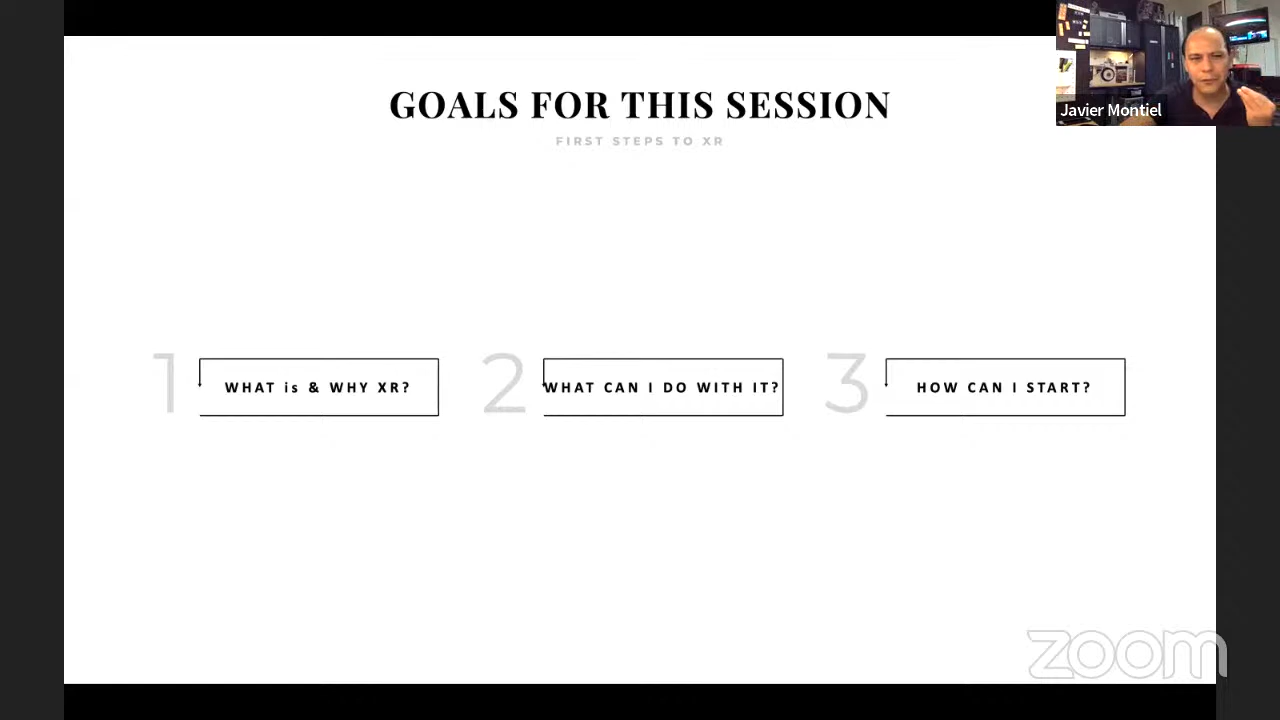 GOALS FOR THIS SESSION
FIRST STEPS TO XR
Javier Montiel
1 WHAT is & WHY XR?
2 WHAT CAN I DO WITH IT?
3 HOW CAN I START?
zoom